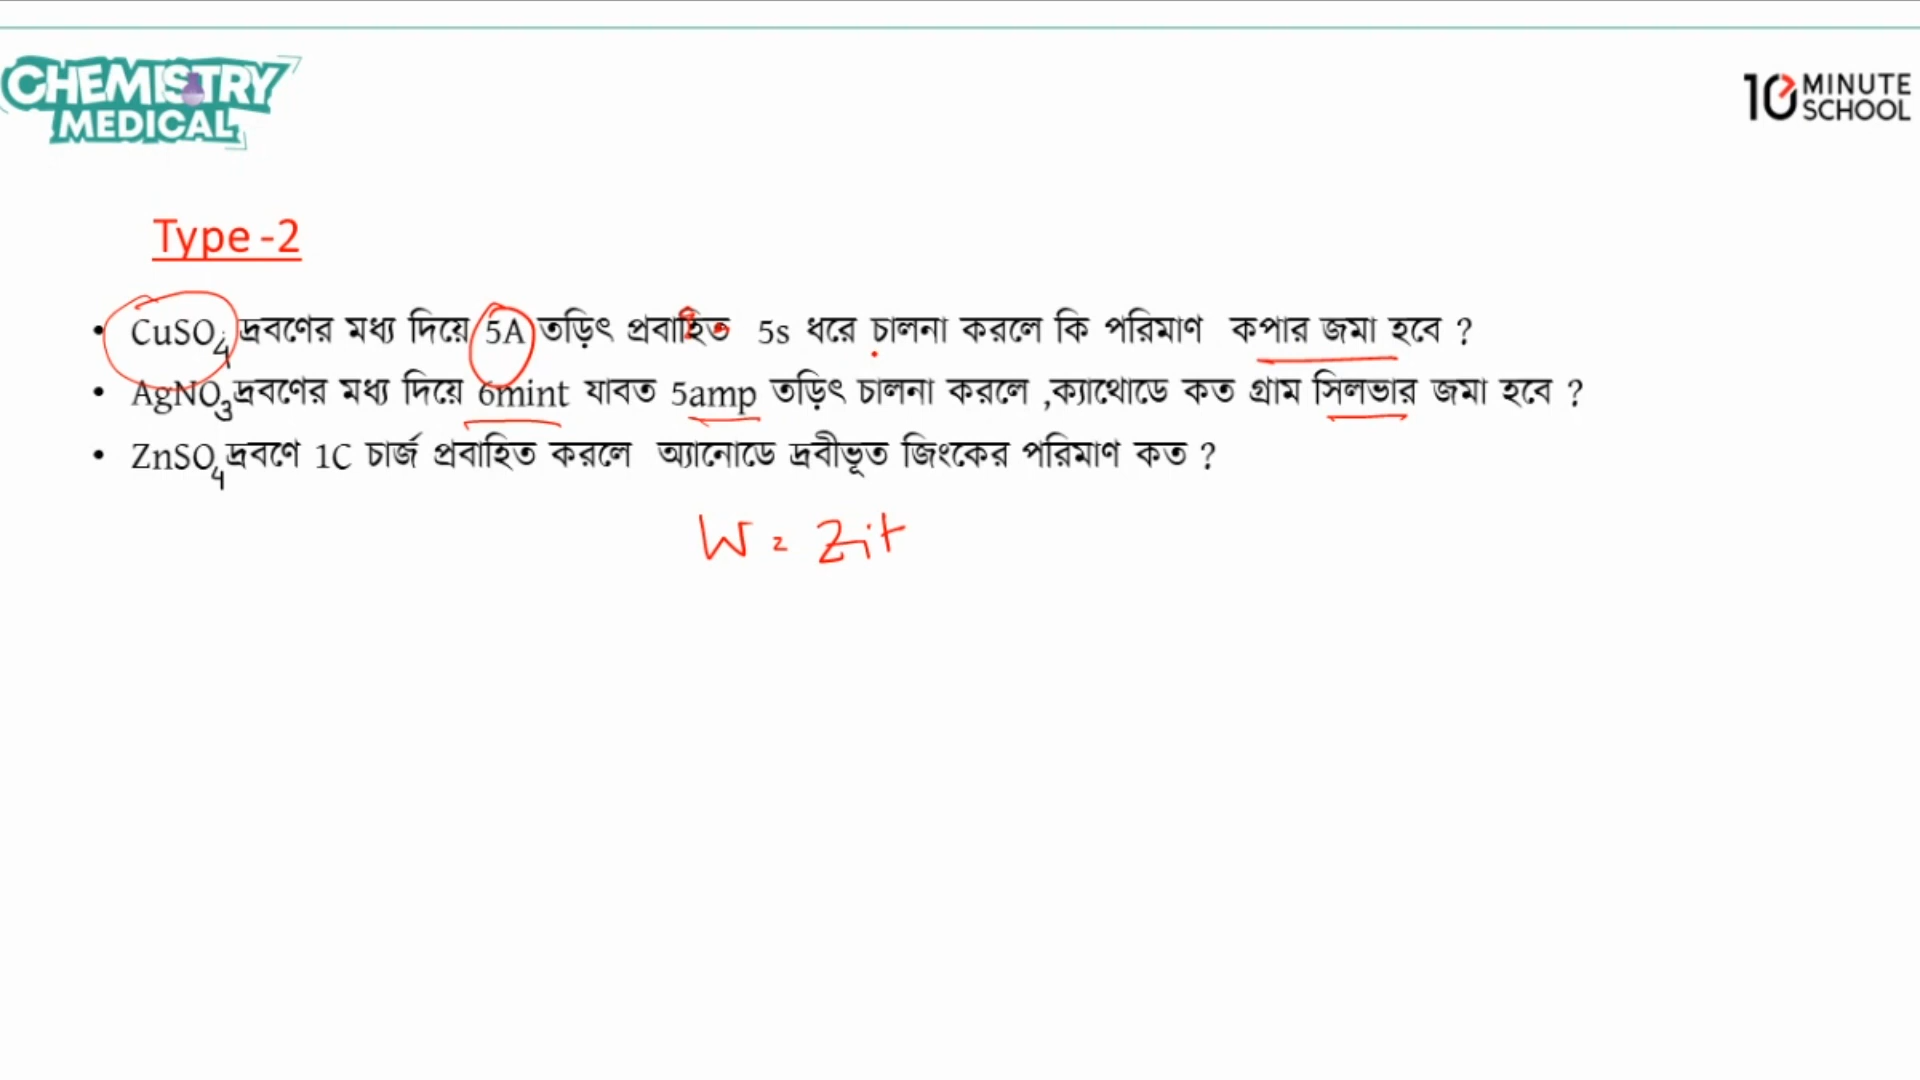 CHEMISTRY
MEDICAL
10 MINUTE
SCHOOL
Type -2
• CuSO4 দ্রবণের মধ্য দিয়ে 5A তড়িৎ প্রবাহিত 5s ধরে চালনা করলে কি পরিমাণ কপার জমা হবে ?
• AgNO3 দ্রবণের মধ্য দিয়ে 6mint যাবত 5amp তড়িৎ চালনা করলে ,ক্যাথোডে কত গ্রাম সিলভার জমা হবে ?
• ZnSO4 দ্রবণে 1C চার্জ প্রবাহিত করলে অ্যানোডে দ্রবীভূত জিংকের পরিমাণ কত ?
W = Zit